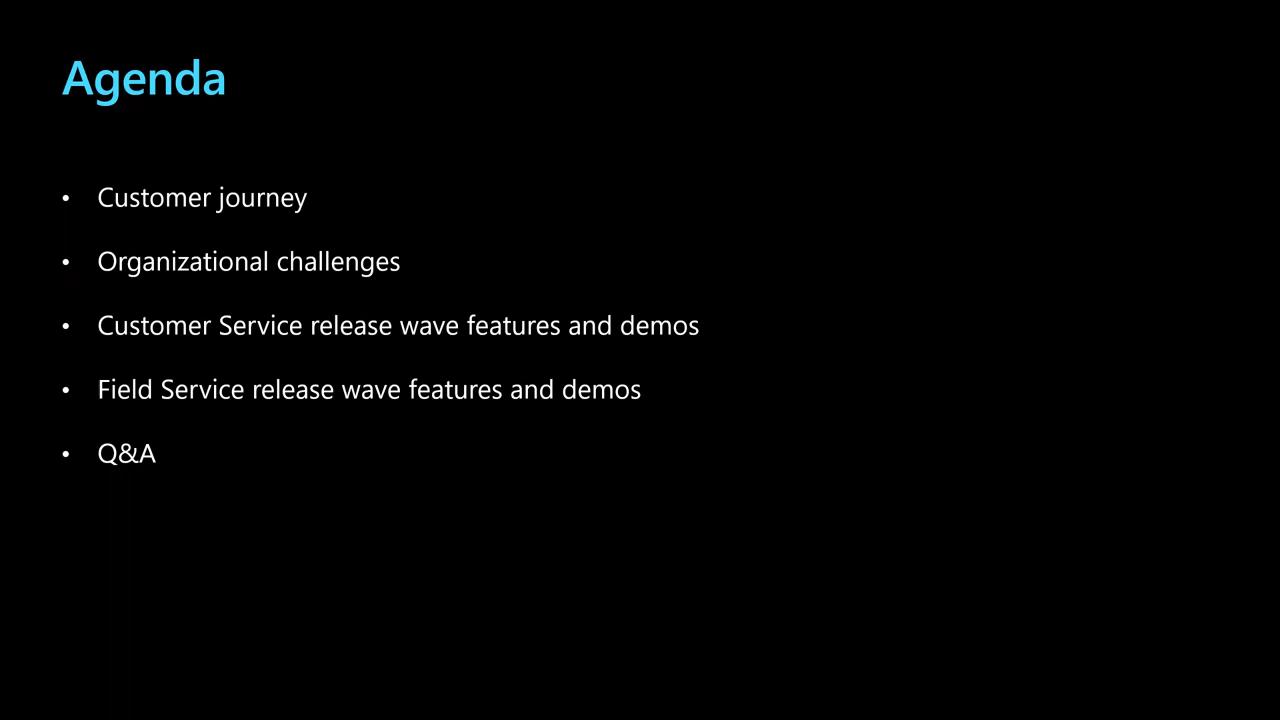 Agenda
• Customer journey
• Organizational challenges
• Customer Service release wave features and demos
• Field Service release wave features and demos
• Q&A